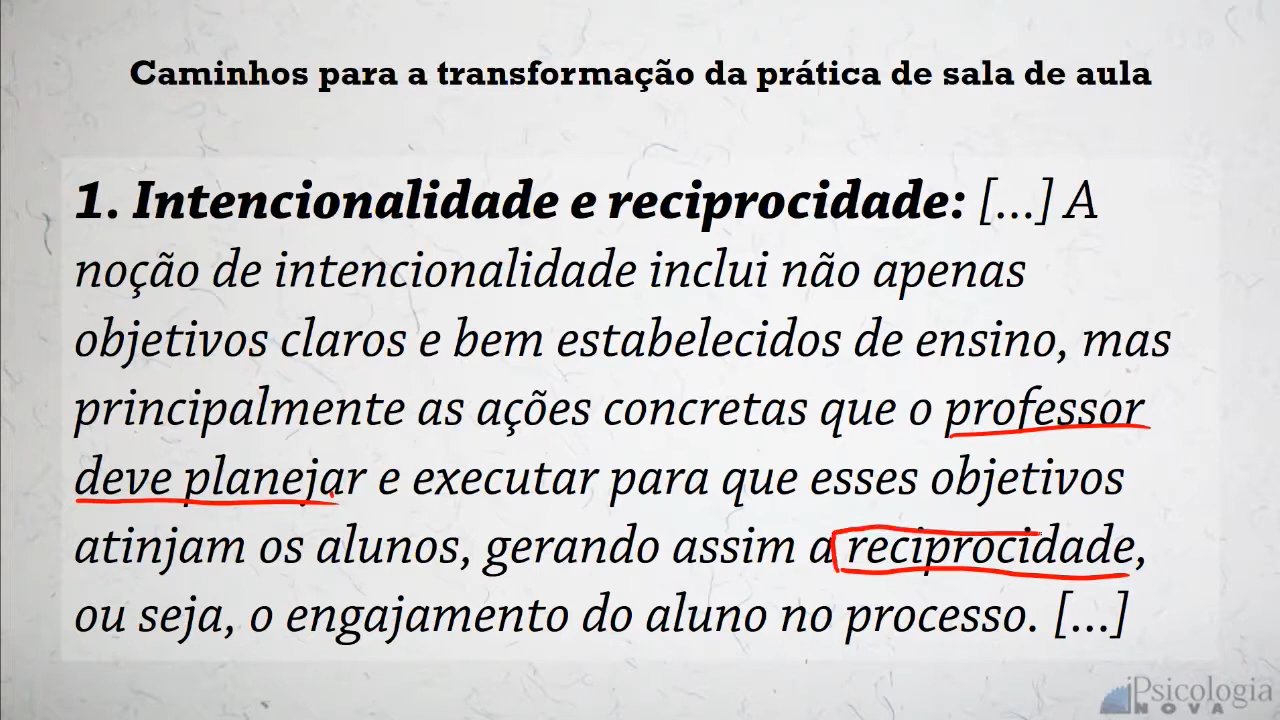 Caminhos para a transformação da prática de sala de aula
1. Intencionalidade e reciprocidade: [...] A
noção de intencionalidade inclui não apenas
objetivos claros e bem estabelecidos de ensino, mas
principalmente as ações concretas que o professor
deve planejar e executar para que esses objetivos
atinjam os alunos, gerando assim a reciprocidade,
ou seja, o engajamento do aluno no processo. [...]
Psicologia
NOVA